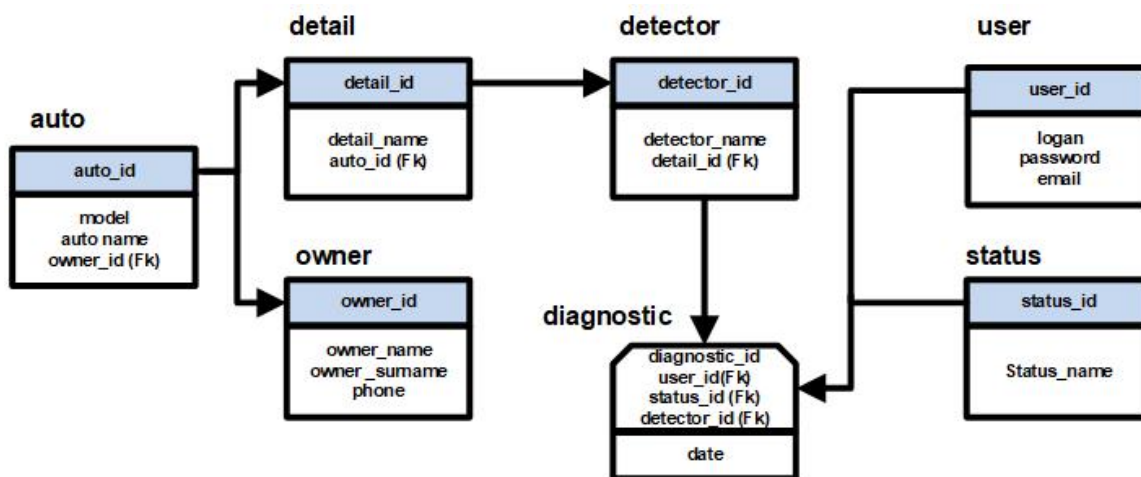 detail
detail_id
detail_name
auto_id (Fk)
detector
detector_id
detector_name
detail_id (Fk)
user
user_id
logan
password
email
auto
auto_id
model
auto name
owner_id (Fk)
owner
owner_id
owner_name
owner_surname
phone
diagnostic
diagnostic_id
user_id(Fk)
status_id (Fk)
detector_id (Fk)
date
status
status_id
Status_name